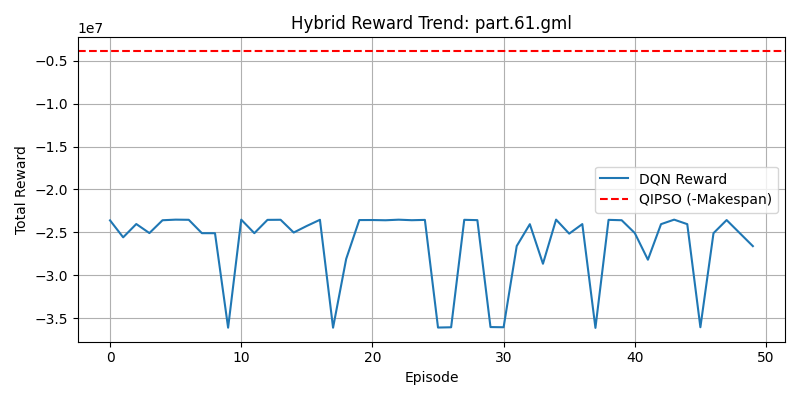 Hybrid Reward Trend: part.61.gml
1e7
−0.5
−1.0
−1.5
−2.0
−2.5
−3.0
−3.5
Total Reward
DQN Reward
QIPSO (-Makespan)
0
10
20
30
40
50
Episode